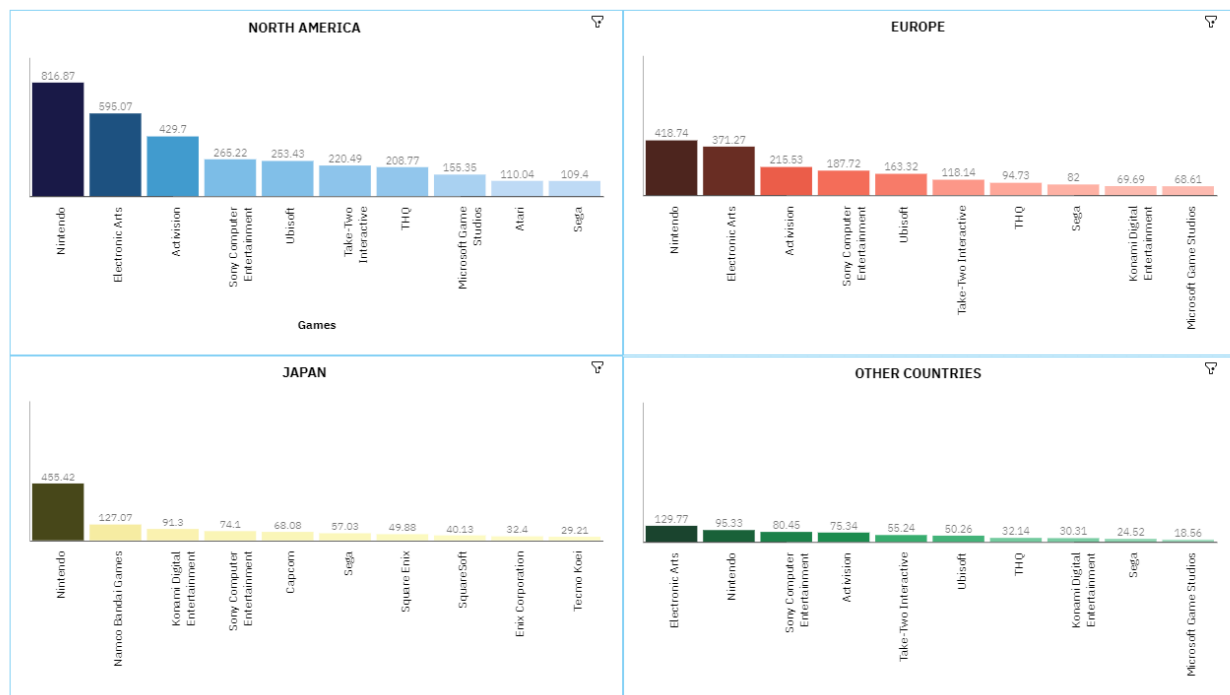 NORTH AMERICA
816.87
595.07
429.7
265.22
253.43
220.49
208.77
155.35
110.04
109.4
Nintendo
Electronic Arts
Activision
Sony Computer
Entertainment
Ubisoft
Take-Two
Interactive
THQ
Microsoft Game
Studios
Atari
Sega
Games
EUROPE
418.74
371.27
215.53
187.72
163.32
118.14
94.73
82
69.69
68.61
Nintendo
Electronic Arts
Activision
Sony Computer
Entertainment
Ubisoft
Take-Two Interactive
THQ
Sega
Konami Digital
Entertainment
Microsoft Game Studios
JAPAN
455.42
127.07
91.3
74.1
68.08
57.03
49.88
40.13
32.4
29.21
Nintendo
Namco Bandai Games
Konami Digital
Entertainment
Sony Computer
Entertainment
Capcom
Sega
Square Enix
SquareSoft
Enix Corporation
Tecmo Koei
OTHER COUNTRIES
129.77
95.33
80.45
75.34
55.24
50.26
32.14
30.31
24.52
18.56
Electronic Arts
Nintendo
Sony Computer
Entertainment
Activision
Take-Two Interactive
Ubisoft
THQ
Konami Digital
Entertainment
Sega
Microsoft Game Studios